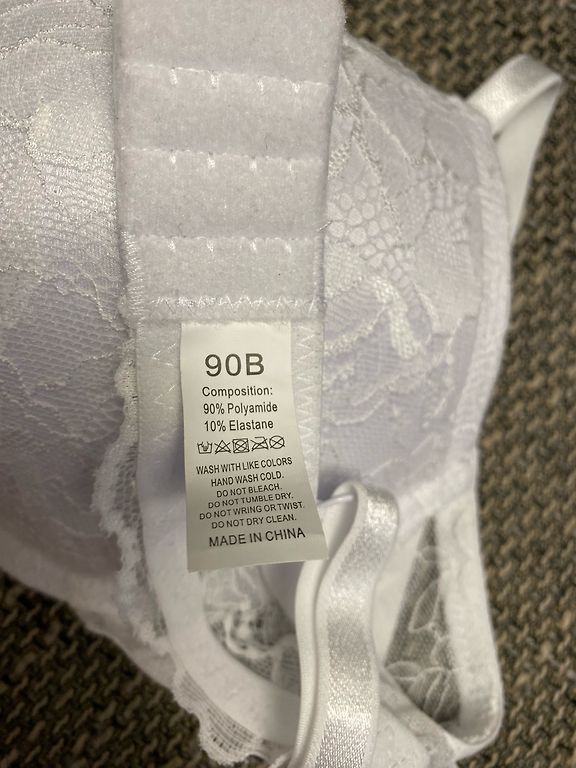 90B
Composition:
90% Polyamide
10% Elastane
WASH WITH LIKE COLORS
HAND WASH COLD.
DO NOT BLEACH.
DO NOT TUMBLE DRY.
DO NOT WRING OR TWIST.
DO NOT DRY CLEAN.
MADE IN CHINA